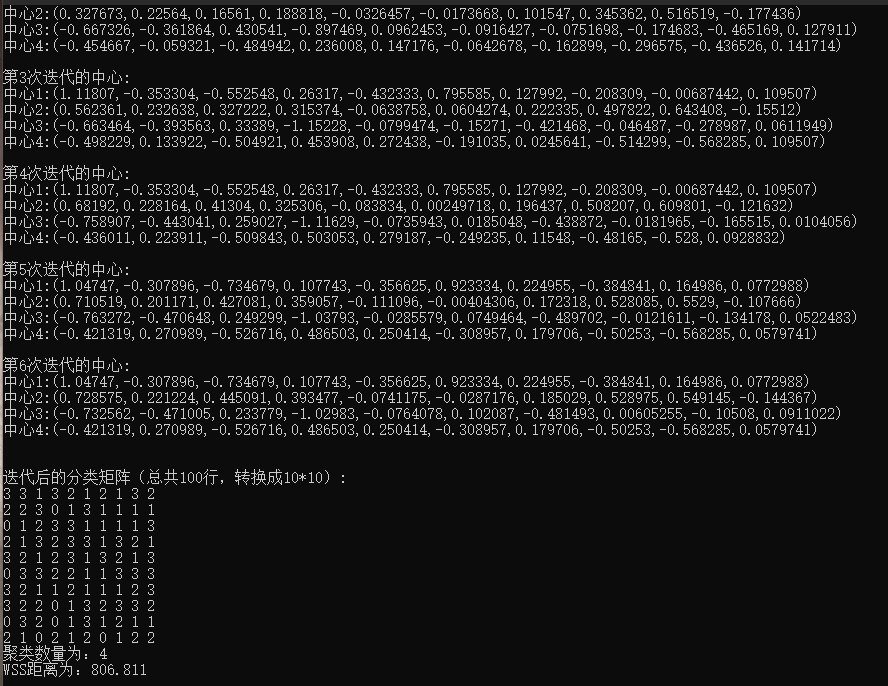 中心2:(0.327673,0.22564,0.16561,0.188818,-0.0326457,-0.0173668,0.101547,0.345362,0.516519,-0.177436)
中心3:(-0.667326,-0.361864,0.430541,-0.897469,0.0962453,-0.0916427,-0.0751698,-0.174683,-0.465169,0.127911)
中心4:(-0.454667,-0.059321,-0.484942,0.236008,0.147176,-0.0642678,-0.162899,-0.296575,-0.436526,0.141714)
第3次迭代的中心:
中心1:(1.11807,-0.353304,-0.552548,0.26317,-0.432333,0.795585,0.127992,-0.208309,-0.00687442,0.109507)
中心2:(0.562361,0.232638,0.327222,0.315374,-0.0638758,0.0604274,0.222335,0.497822,0.643408,-0.15512)
中心3:(-0.663464,-0.393563,0.33389,-1.15228,-0.0799474,-0.15271,-0.421468,-0.046487,-0.278987,0.0611949)
中心4:(-0.498229,0.133922,-0.504921,0.453908,0.272438,-0.191035,0.0245641,-0.514299,-0.568285,0.109507)
第4次迭代的中心:
中心1:(1.11807,-0.353304,-0.552548,0.26317,-0.432333,0.795585,0.127992,-0.208309,-0.00687442,0.109507)
中心2:(0.68192,0.228164,0.41304,0.325306,-0.083834,0.00249718,0.196437,0.508207,0.609801,-0.121632)
中心3:(-0.758907,-0.443041,0.259027,-1.11629,-0.0735943,0.0185048,-0.438872,-0.0181965,-0.165515,0.0104056)
中心4:(-0.436011,0.223911,-0.509843,0.503053,0.279187,-0.249235,0.11548,-0.48165,-0.528,0.0928832)
第5次迭代的中心:
中心1:(1.04747,-0.307896,-0.734679,0.107743,-0.356625,0.923334,0.224955,-0.384841,0.164986,0.0772988)
中心2:(0.710519,0.201171,0.427081,0.359057,-0.111096,-0.00404306,0.172318,0.528085,0.5529,-0.107666)
中心3:(-0.763272,-0.470648,0.249299,-1.03793,-0.0285579,0.0749464,-0.489702,-0.0121611,-0.134178,0.0522483)
中心4:(-0.421319,0.270989,-0.526716,0.486503,0.250414,-0.308957,0.179706,-0.50253,-0.568285,0.0579741)
第6次迭代的中心:
中心1:(1.04747,-0.307896,-0.734679,0.107743,-0.356625,0.923334,0.224955,-0.384841,0.164986,0.0772988)
中心2:(0.728575,0.221224,0.445091,0.393477,-0.0741175,-0.0287176,0.185029,0.528975,0.549145,-0.144367)
中心3:(-0.732562,-0.471005,0.233779,-1.02983,-0.0764078,0.102087,-0.481493,0.00605255,-0.10508,0.0911022)
中心4:(-0.421319,0.270989,-0.526716,0.486503,0.250414,-0.308957,0.179706,-0.50253,-0.568285,0.0579741)
迭代后的分类矩阵（总共100行，转换成10*10）:
3 3 1 3 2 1 2 1 3 2
2 2 3 0 1 3 1 1 1 1
0 1 2 3 3 1 1 1 1 3
2 1 3 2 3 3 1 3 2 1
3 2 1 2 3 1 3 2 1 3
0 3 3 2 2 1 1 3 3 3
3 2 1 1 2 1 1 1 2 3
3 2 2 0 1 3 2 3 3 2
0 3 2 0 1 3 1 2 1 1
2 1 0 2 1 2 0 1 2 2
聚类数量为: 4
WSS距离为: 806.811